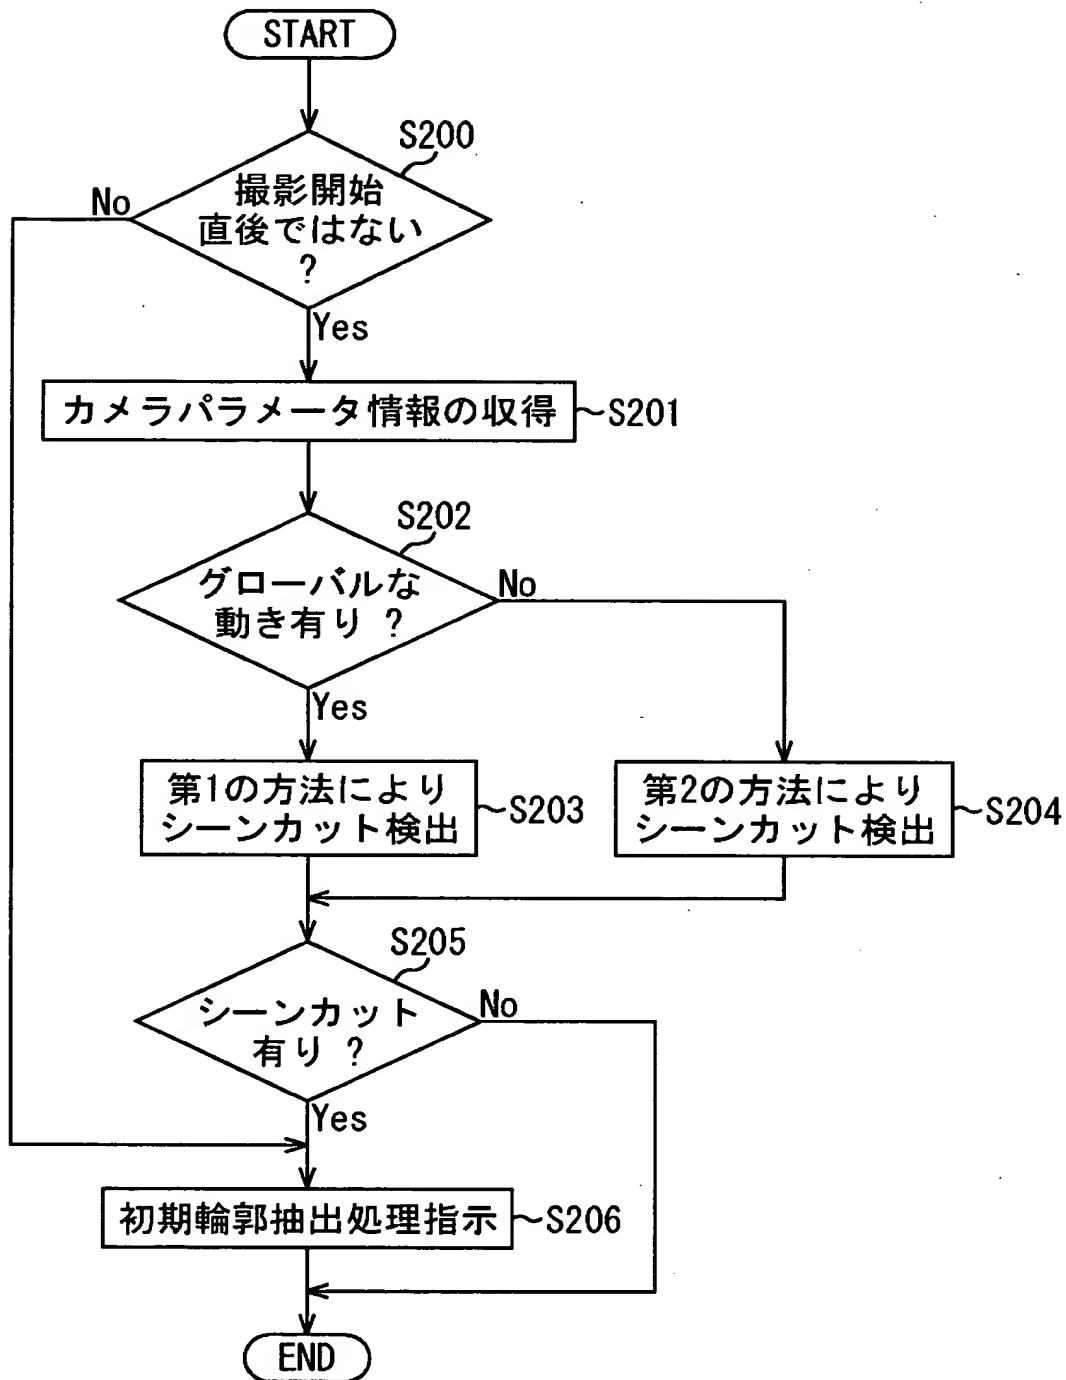 START
S200
撮影開始
直後ではない
?
No
Yes
カメラパラメータ情報の収得
S201
S202
グローバルな
動き有り ?
No
Yes
第1の方法により
シーンカット検出
S203
第2の方法により
シーンカット検出
S204
S205
シーンカット
有り ?
No
Yes
初期輪郭抽出処理指示
S206
END